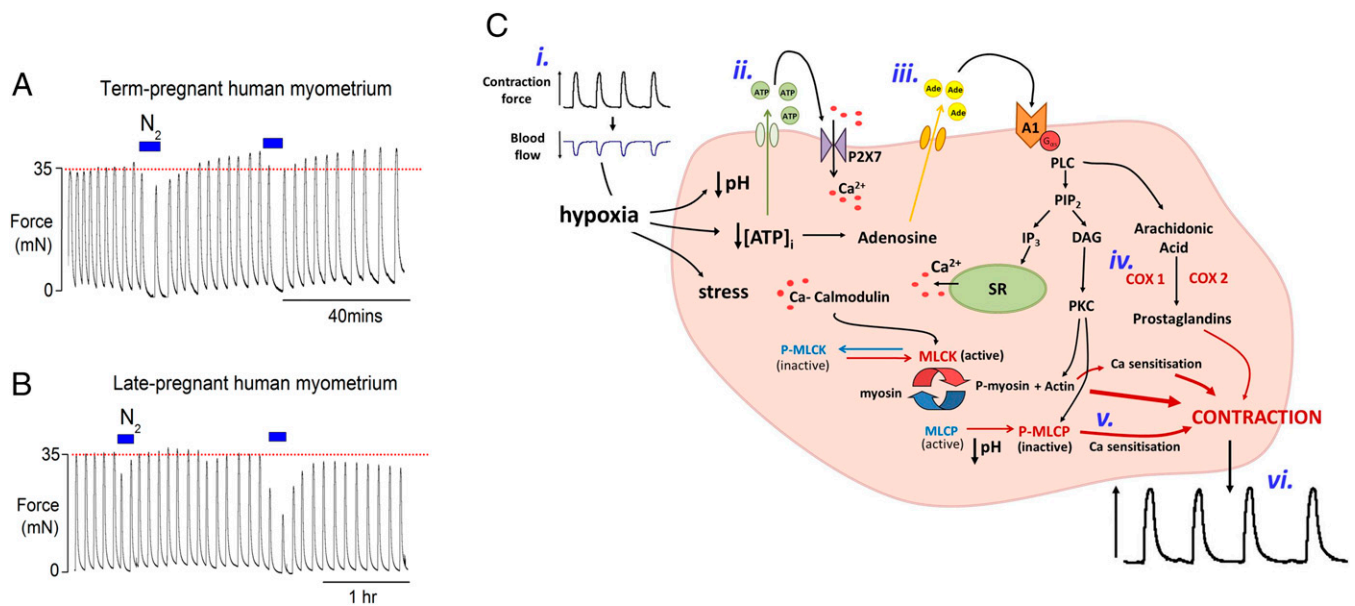 A
Term-pregnant human myometrium
N2
35
Force
(mN)
0
40mins
B
Late-pregnant human myometrium
N2
35
Force
(mN)
0
1 hr
C
i.
Contraction
force
Blood
flow
hypoxia
↓pH
↓[ATP]i
stress
ii.
ATP
ATP
ATP
P2X7
Ca2+
Adenosine
iii.
Ade
Ade
Ade
A1
PLC
PIP2
IP3
DAG
Arachidonic
Acid
iv.
COX 1
COX 2
Prostaglandins
Ca2+
SR
PKC
Ca- Calmodulin
P-MLCK
(inactive)
MLCK (active)
myosin
P-myosin + Actin
Ca sensitisation
MLCP
(active)
↓pH
P-MLCP
(inactive)
v.
Ca sensitisation
CONTRACTION
vi.